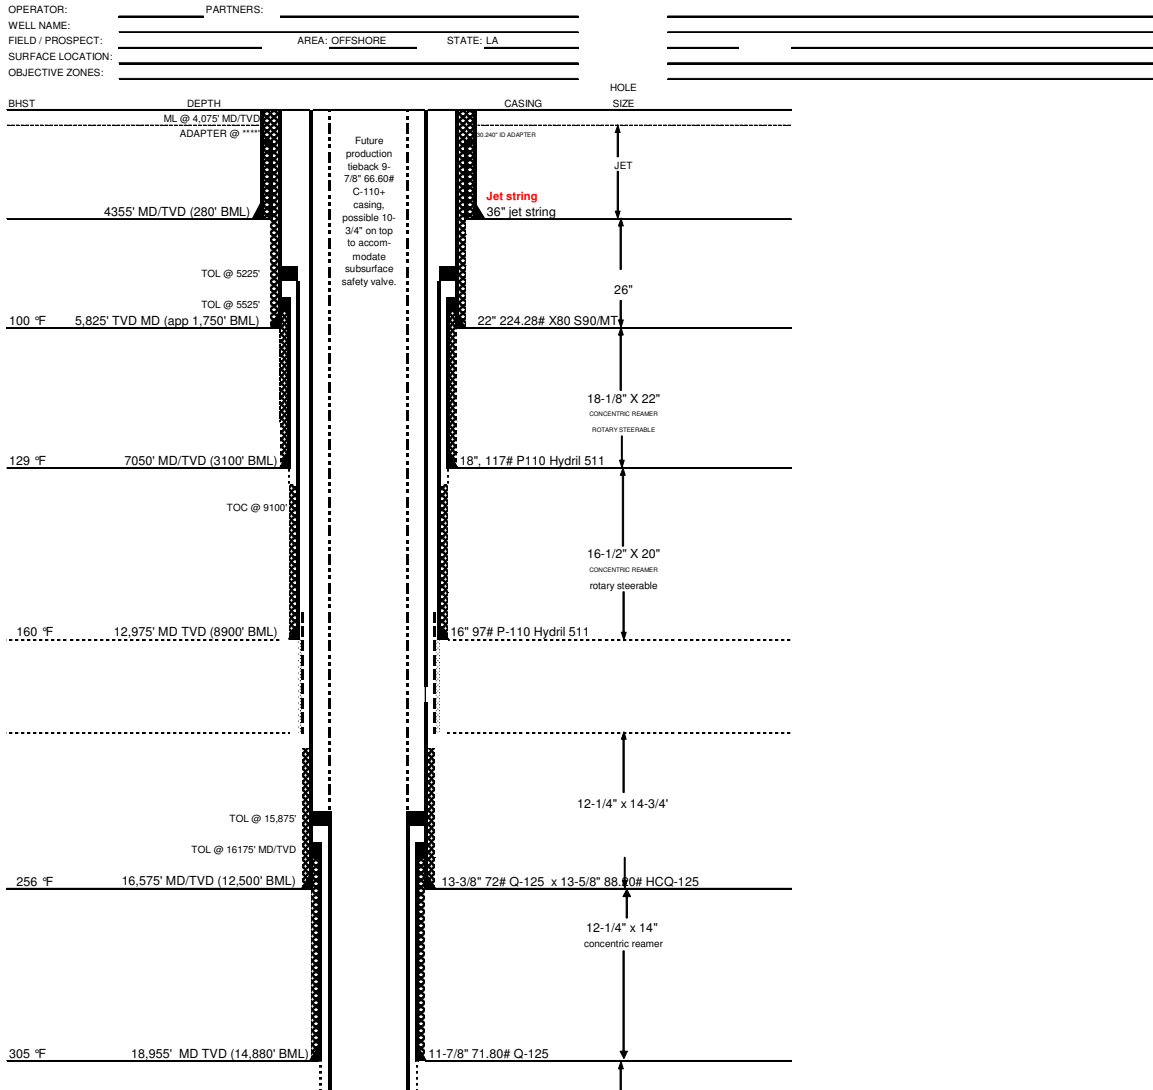 OPERATOR: PARTNERS:
WELL NAME:
FIELD / PROSPECT: AREA: OFFSHORE STATE: LA
SURFACE LOCATION:
OBJECTIVE ZONES:
HOLE
BHST DEPTH CASING SIZE
ML @ 4,075' MD/TVD
ADAPTER @ "***" 30.240" ID ADAPTER
Future
production
tieback 9-
7/8" 66.60#
C-110+
casing,
possible 10-
3/4" on top
to accom-
modate
subsurface
safety valve.
JET
Jet string
4355' MD/TVD (280' BML) 36" jet string
TOL @ 5225'
26"
TOL @ 5525'
100 °F 5,825' TVD MD (app 1,750' BML) 22" 224.28# X80 S90/MT
18-1/8" X 22"
CONCENTRIC REAMER
ROTARY STEERABLE
129 °F 7050' MD/TVD (3100' BML) 18", 117# P110 Hydril 511
TOC @ 9100'
16-1/2" X 20"
CONCENTRIC REAMER
rotary steerable
160 °F 12,975' MD TVD (8900' BML) 16" 97# P-110 Hydril 511
12-1/4" x 14-3/4'
TOL @ 15,875'
TOL @ 16175' MD/TVD
256 °F 16,575' MD/TVD (12,500' BML) 13-3/8" 72# Q-125 x 13-5/8" 88.20# HCQ-125
12-1/4" x 14"
concentric reamer
305 °F 18,955' MD TVD (14,880' BML) 11-7/8" 71.80# Q-125